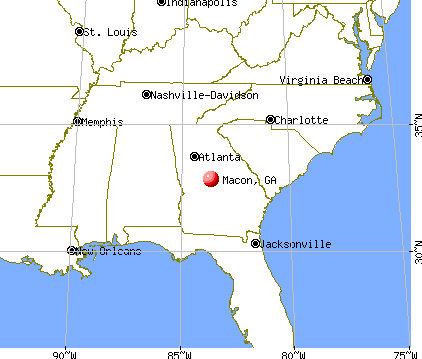 Indianapolis
St. Louis
Virginia Beach
Nashville-Davidson
Memphis
Charlotte
35°N
Atlanta
Macon, GA
Jacksonville
New Orleans
30°N
90°W 85°W 80°W 75°W